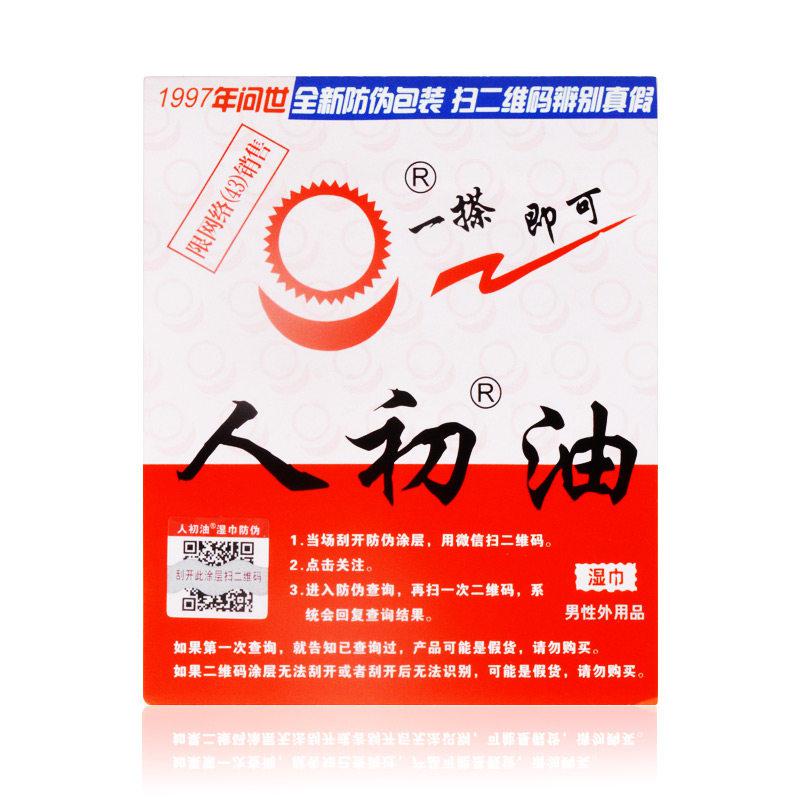 1997年问世 全新防伪包装 扫二维码辨别真假
限网络(43)销售
®
一搽 即可
®
人初油
人初油®湿巾防伪
刮开此涂层扫二维码
1.当场刮开防伪涂层，用微信扫二维码。
2.点击关注。
3.进入防伪查询，再扫一次二维码，系
统会回复查询结果。
湿巾
男性外用品
如果第一次查询，就告知已查询过，产品可能是假货，请勿购买。
如果二维码涂层无法刮开或者刮开后无法识别，可能是假货，请勿购买。